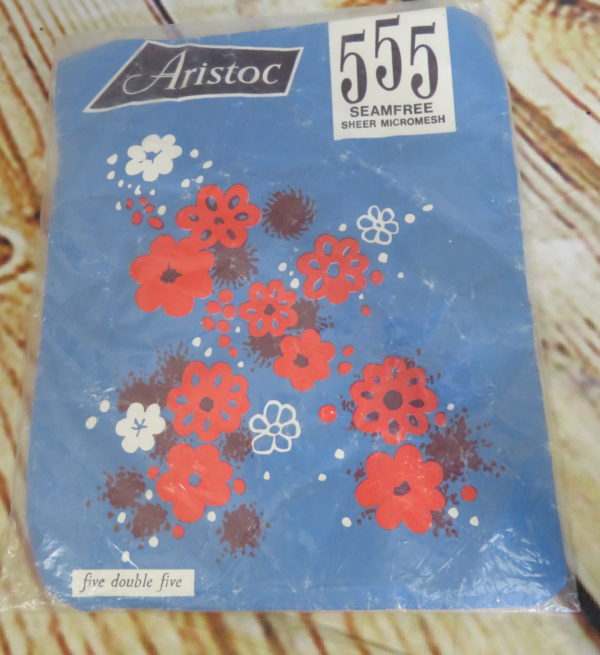 Aristoc
555
SEAMFREE
SHEER MICROMESH
five double five